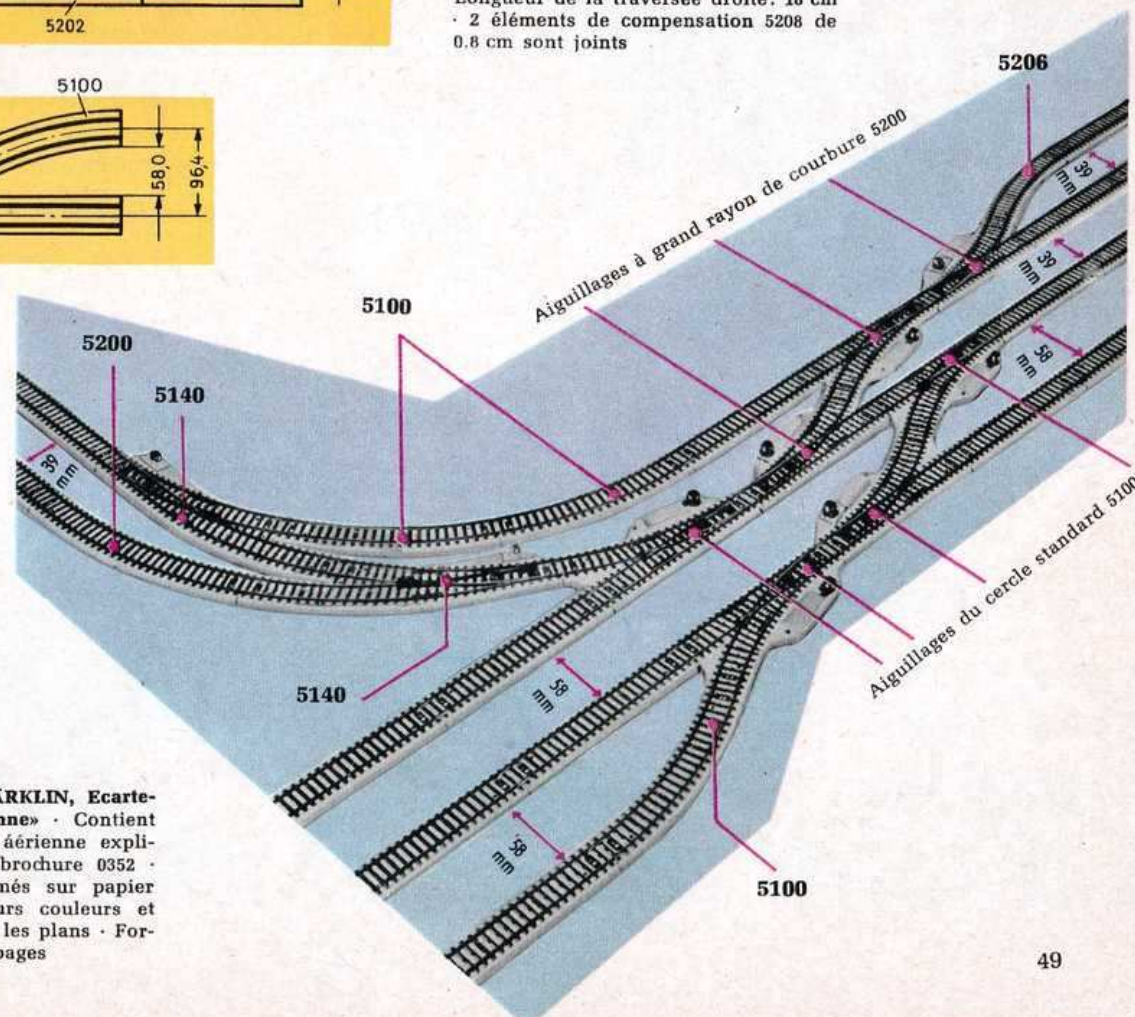 5202
Longueur de la traversée droite: 18 cm
· 2 éléments de compensation 5208 de
0.8 cm sont joints
5100
58,0
96,4
5206
Aiguillages à grand rayon de courbure 5200
39 mm
39 mm
58 mm
5100
5200
5140
39 mm
Aiguillages du cercle standard 5100
5140
58 mm
58 mm
5100
ÄRKLIN, Ecarte-
nne» · Contient
áérienne expli-
brochure 0352 ·
nés sur papier
urs couleurs et
les plans · For-
pages
49